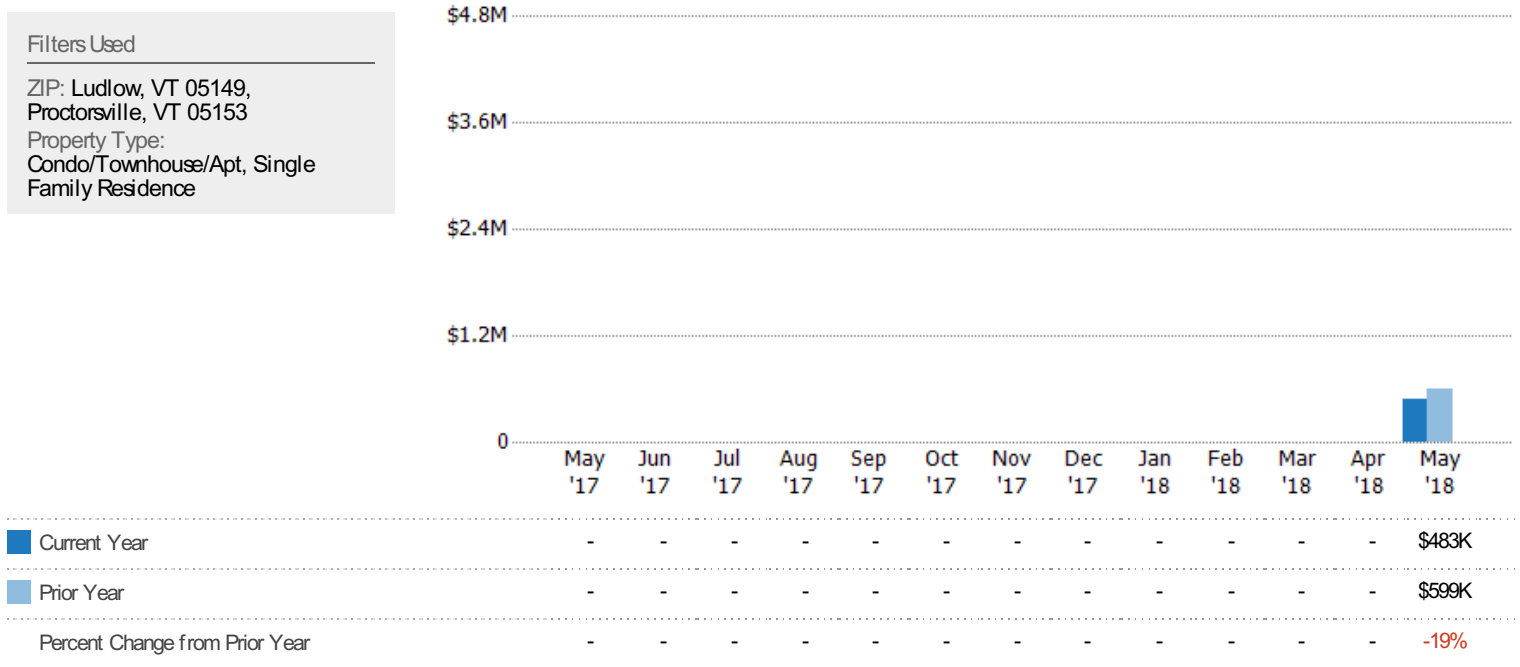 Filters Used
ZIP: Ludlow, VT 05149,
Proctorsville, VT 05153
Property Type:
Condo/Townhouse/Apt, Single
Family Residence
$4.8M
$3.6M
$2.4M
$1.2M
0
May Jun Jul Aug Sep Oct Nov Dec Jan Feb Mar Apr May
'17 '17 '17 '17 '17 '17 '17 '17 '18 '18 '18 '18 '18
Current Year - - - - - - - - - - - - $483K
Prior Year - - - - - - - - - - - - $599K
Percent Change from Prior Year - - - - - - - - - - - - -19%